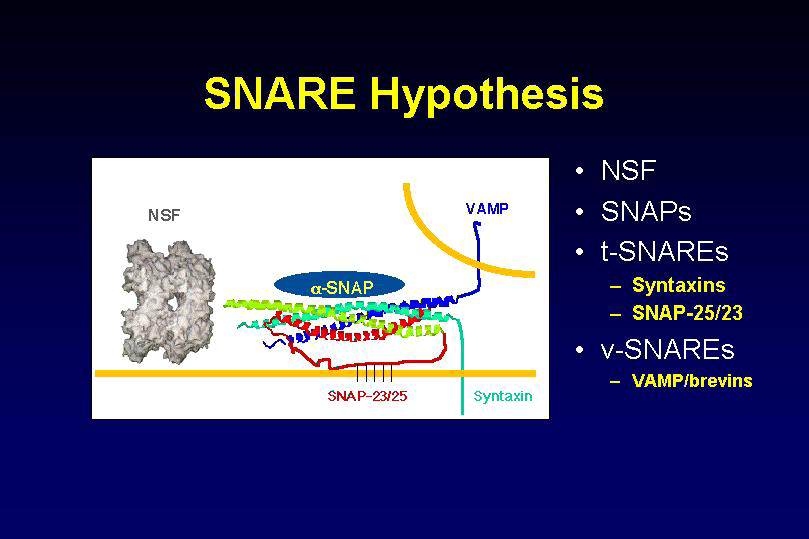 SNARE Hypothesis
NSF
VAMP
α-SNAP
SNAP-23/25
Syntaxin
• NSF
• SNAPs
• t-SNAREs
– Syntaxins
– SNAP-25/23
• v-SNAREs
– VAMP/brevins